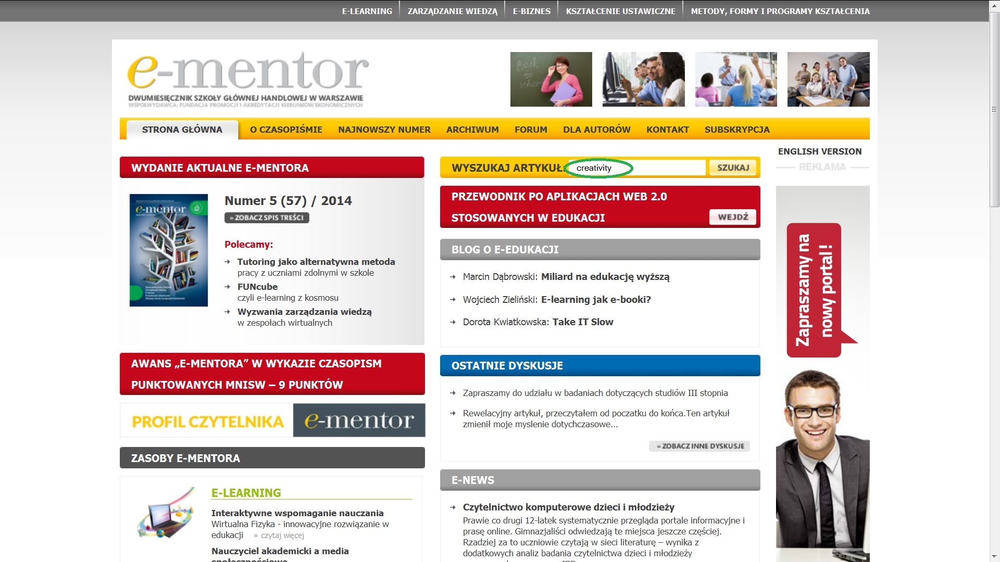 E-LEARNING
ZARZĄDZANIE WIEDZĄ
E-BIZNES
KSZTAŁCENIE USTAWICZNE
METODY, FORMY I PROGRAMY KSZTAŁCENIA
e-mentor
DWUMIESIĘCZNIK SZKOŁY GŁÓWNEJ HANDLOWEJ W WARSZAWIE
WSPÓŁWYDAWCA: FUNDACJA PROMOCJI I AKREDYTACJI KIERUNKÓW EKONOMICZNYCH
Back
to
school
STRONA GŁÓWNA
O CZASOPIŚMIE
NAJNOWSZY NUMER
ARCHIWUM
FORUM
DLA AUTORÓW
KONTAKT
SUBSKRYPCJA
ENGLISH VERSION
REKLAMA
WYDANIE AKTUALNE E-MENTORA
e-mentor
Numer 5 (57) / 2014
» ZOBACZ SPIS TREŚCI
Polecamy:
Tutoring jako alternatywna metoda
pracy z uczniami zdolnymi w szkole
FUNcube
czyli e-learning z kosmosu
Wyzwania zarządzania wiedzą
w zespołach wirtualnych
AWANS „E-MENTORA” W WYKAZIE CZASOPISM
PUNKTOWANYCH MNISW – 9 PUNKTÓW
PROFIL CZYTELNIKA
e-mentor
ZASOBY E-MENTORA
E-LEARNING
Interaktywne wspomaganie nauczania
Wirtualna Fizyka - innowacyjne rozwiązanie w
edukacji » czytaj więcej
Nauczyciel akademicki a media
społecznościowe
WYSZUKAJ ARTYKUŁ:
creativity
SZUKAJ
PRZEWODNIK PO APLIKACJACH WEB 2.0
STOSOWANYCH W EDUKACJI
WEJDŹ
BLOG O E-EDUKACJI
Marcin Dąbrowski: Miliard na edukację wyższą
Wojciech Zieliński: E-learning jak e-booki?
Dorota Kwiatkowska: Take IT Slow
OSTATNIE DYSKUSJE
Zapraszamy do udziału w badaniach dotyczących studiów III stopnia
Rewelacyjny artykuł, przeczytałem od poczatku do końca.Ten artykuł
zmienił moje myslenie dotychczasowe...
» ZOBACZ INNE DYSKUSJE
E-NEWS
Czytelnictwo komputerowe dzieci i młodzieży
Prawie co drugi 12-latek systematycznie przegląda portale informacyjne i
prasę online. Gimnazjaliści odwiedzają te miejsca jeszcze częściej.
Rzadziej za to uczniowie czytają w sieci literaturę – wynika z
dodatkowych analiz badania czytelnictwa dzieci i młodzieży
Zapraszamy na
nowy portal!